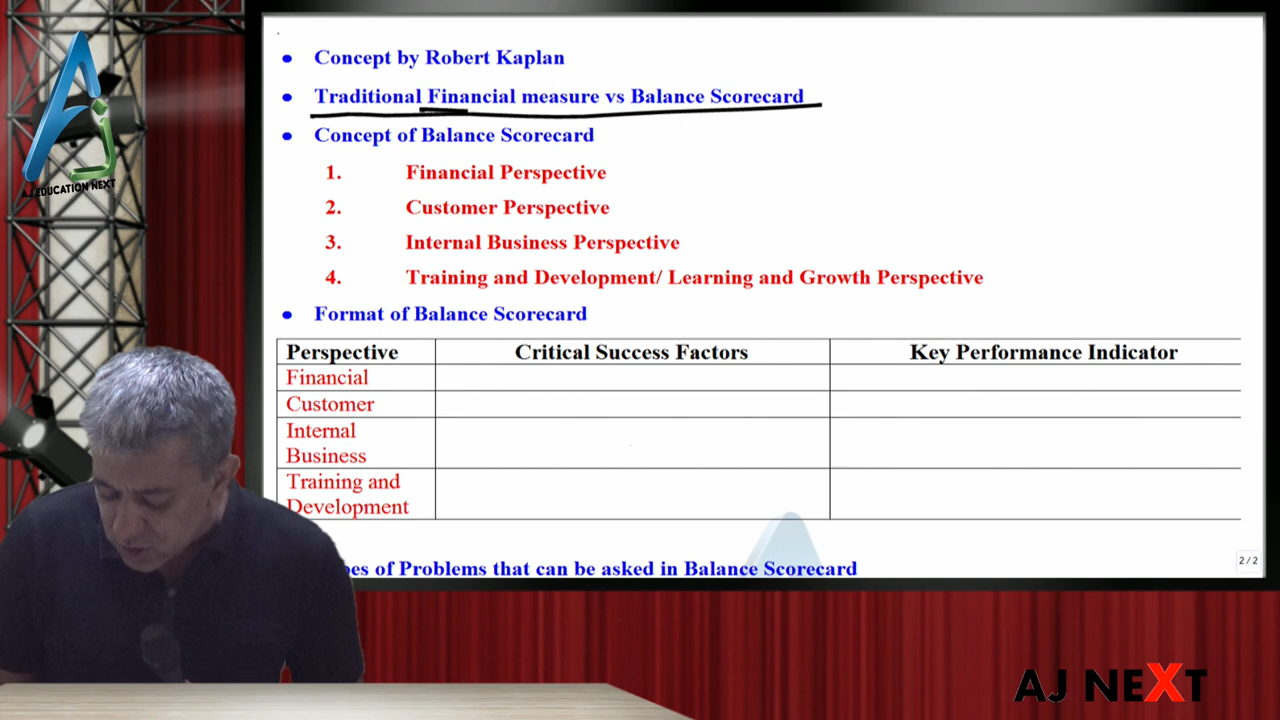 AJ EDUCATION NEXT
• Concept by Robert Kaplan
• Traditional Financial measure vs Balance Scorecard
• Concept of Balance Scorecard
1. Financial Perspective
2. Customer Perspective
3. Internal Business Perspective
4. Training and Development/ Learning and Growth Perspective
• Format of Balance Scorecard
Perspective Critical Success Factors Key Performance Indicator
Financial
Customer
Internal
Business
Training and
Development
of Problems that can be asked in Balance Scorecard
2/2
AJ NEXT